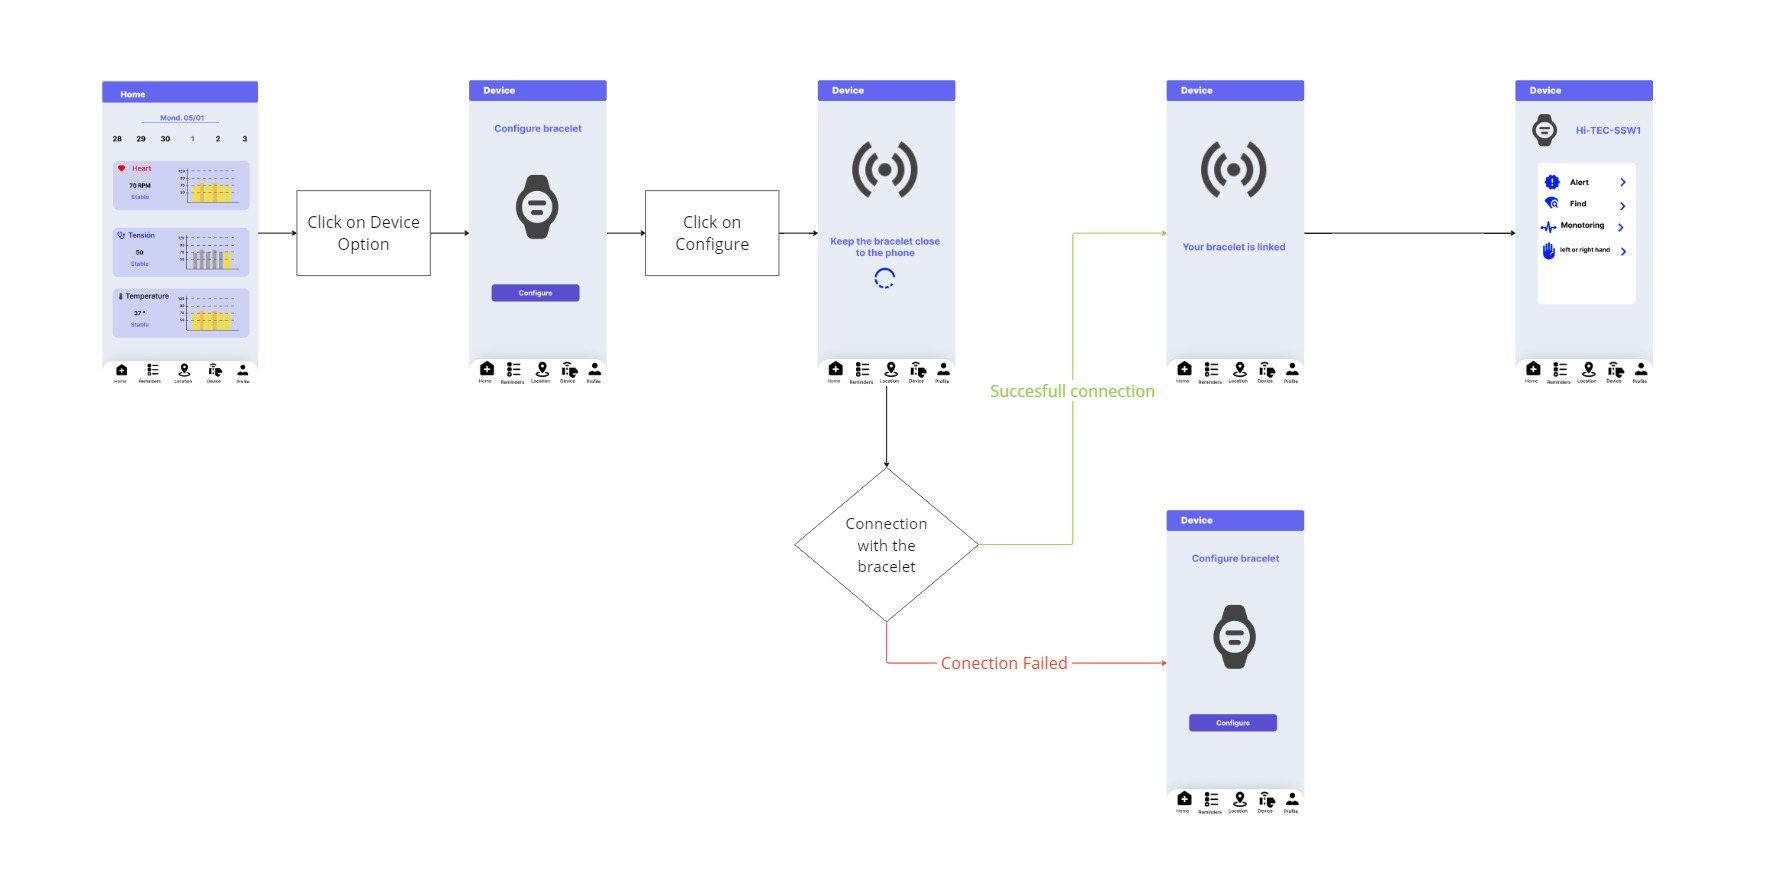 Home
Mond. 05/01
28 29 30 1 2 3
Heart
70 RPM
Stable
Tensión
50
Stable
Temperature
37 °
Stable
Home Reminders Location Device Profile
Click on Device
Option
Device
Configure bracelet
Configure
Home Reminders Location Device Profile
Click on
Configure
Device
Keep the bracelet close
to the phone
Home Reminders Location Device Profile
Connection
with the
bracelet
Succesfull connection
Device
Your bracelet is linked
Home Reminders Location Device Profile
Device
Hi-TEC-SSW1
Alert
Find
Monotoring
left or right hand
Home Reminders Location Device Profile
Conection Failed
Device
Configure bracelet
Configure
Home Reminders Location Device Profile